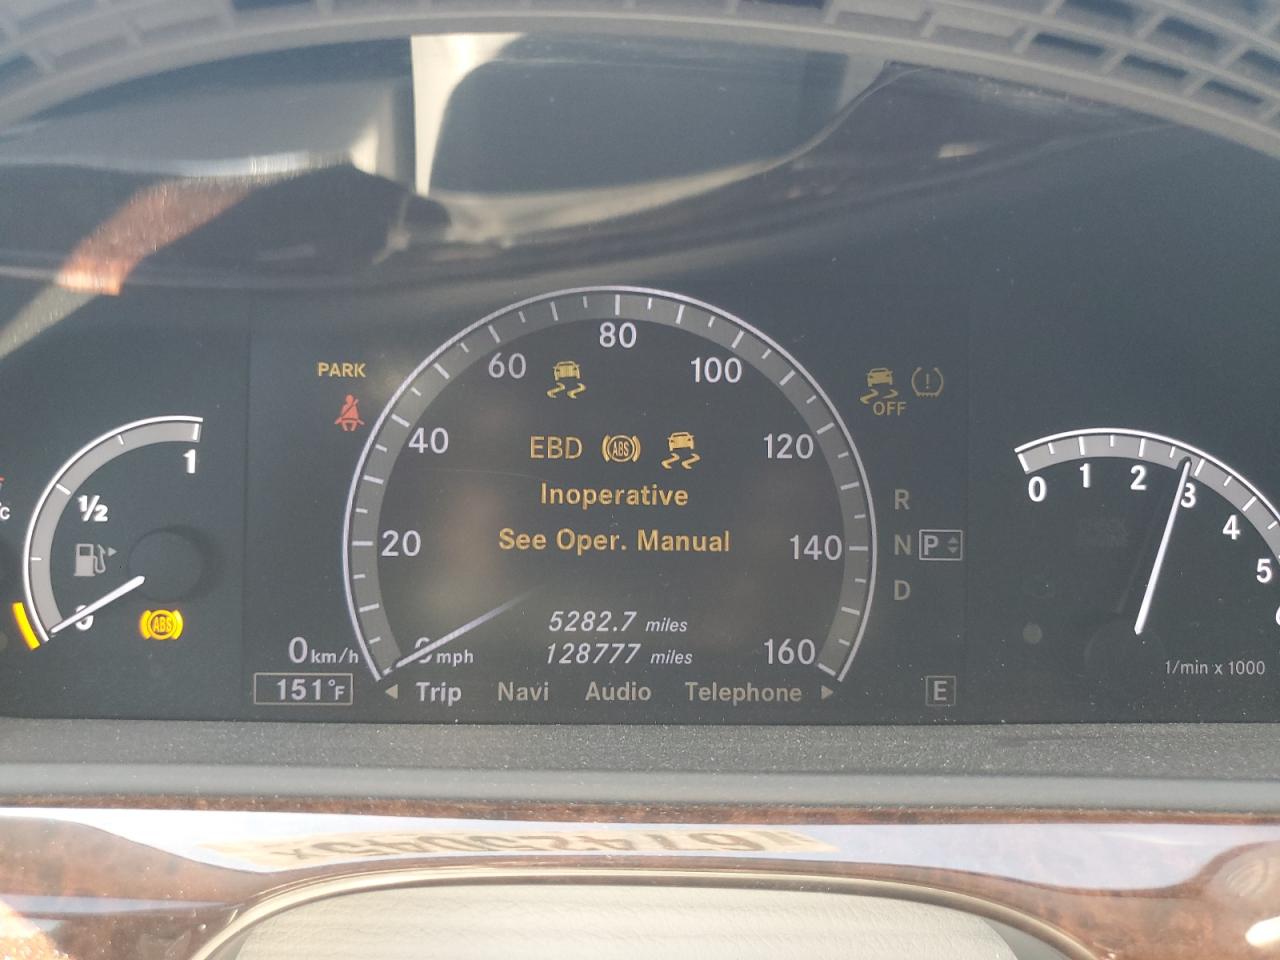 80
60
100
PARK
OFF
40
120
EBD ABS
1
Inoperative
0
1
2
3
R
1/2
See Oper. Manual
4
20
140
N P
5
D
ABS
5282.7 miles
0 km/h
mph
128777 miles
160
1/min x 1000
151°F
Trip
Navi
Audio
Telephone
E